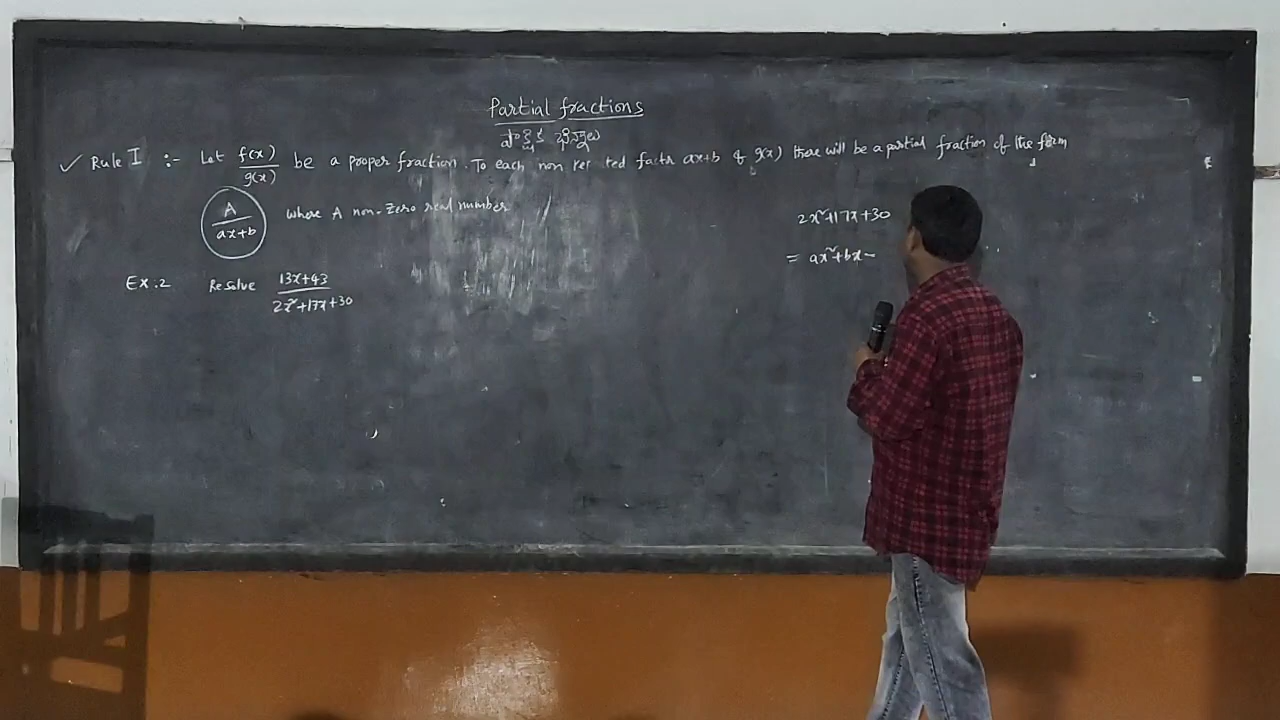 Partial fractions
పాక్షిక భిన్నాలు
✓ Rule I :- Let f(x)/g(x) be a proper fraction. To each non ted factor ax+b of g(x) there will be a partial fraction of the form
A/ax+b where A non-zero real number
2x²+17x+30
= ax²+bx-
Ex.2 Resolve 13x+43/2x²+17x+30